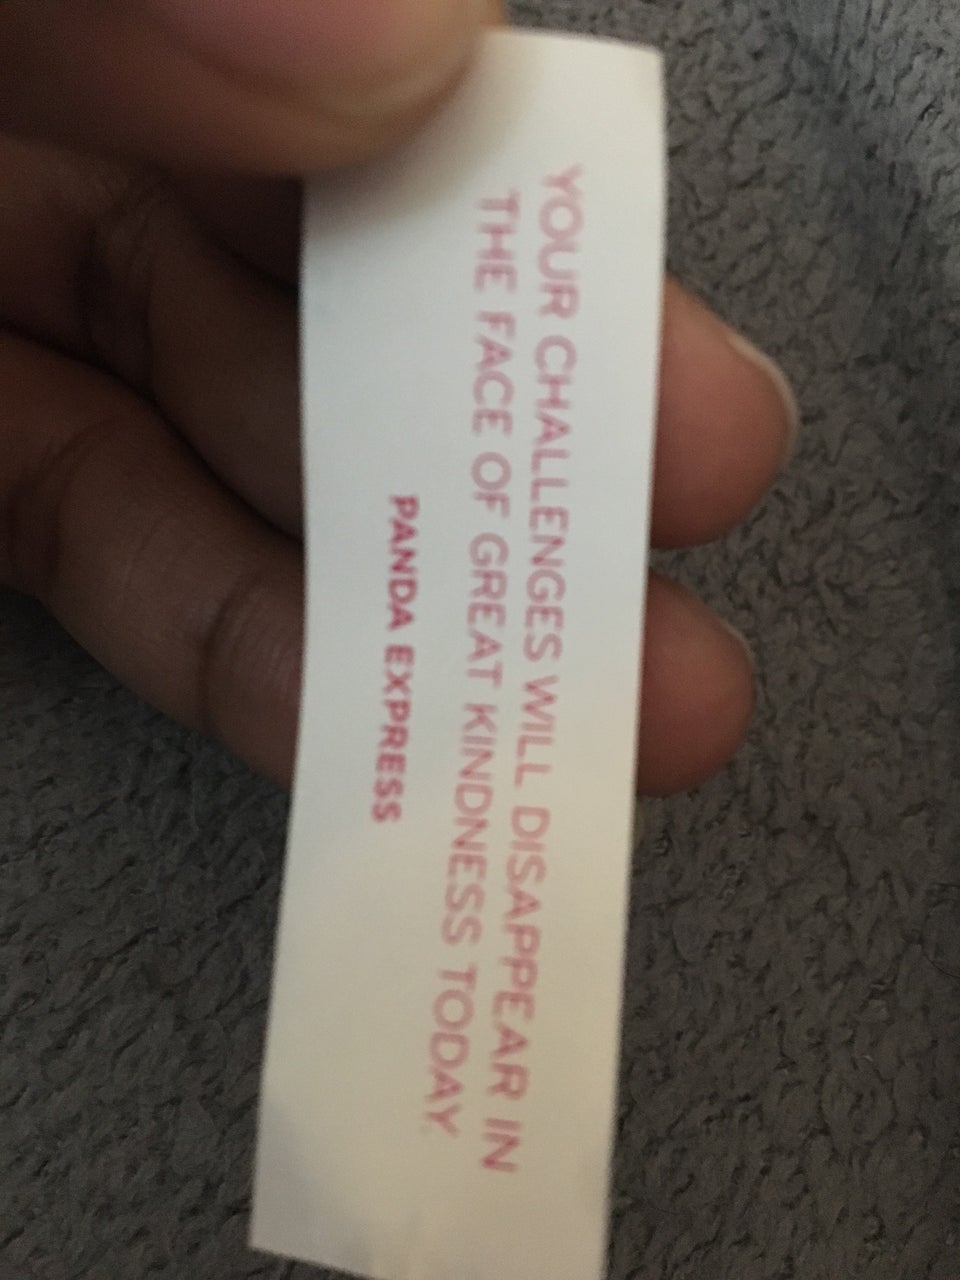 YOUR CHALLENGES WILL DISAPPEAR IN
THE FACE OF GREAT KINDNESS TODAY.
PANDA EXPRESS